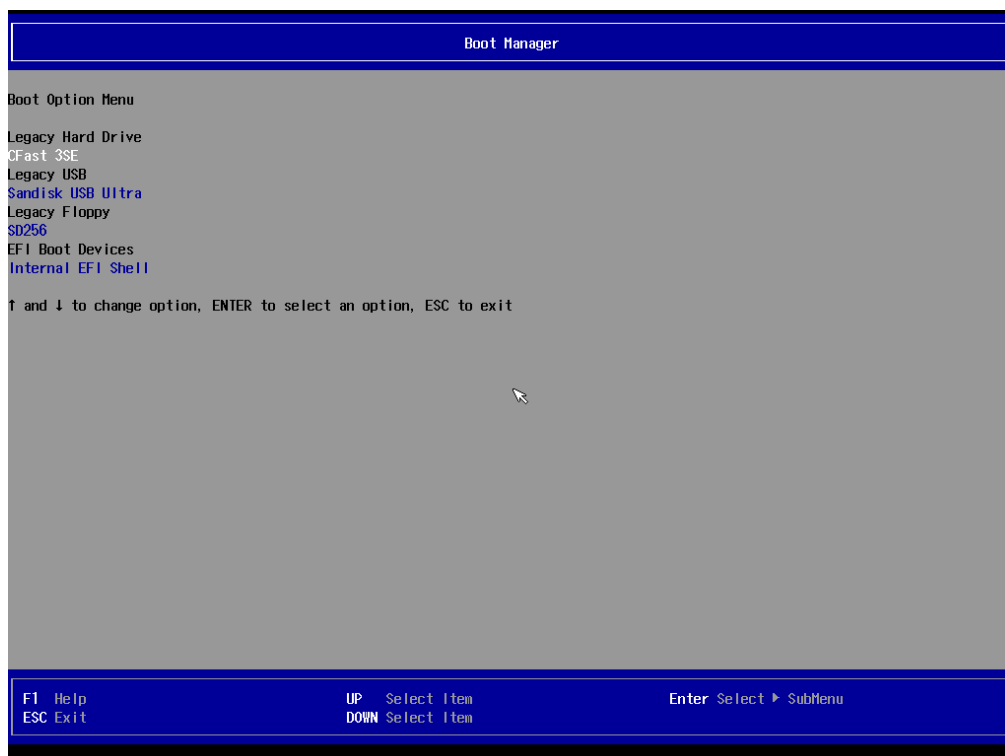 Boot Manager
Boot Option Menu
Legacy Hard Drive
CFast 3SE
Legacy USB
Sandisk USB Ultra
Legacy Floppy
SD256
EFI Boot Devices
Internal EFI Shell
↑ and ↓ to change option, ENTER to select an option, ESC to exit
F1 Help UP Select Item Enter Select ▶ SubMenu
ESC Exit DOWN Select Item